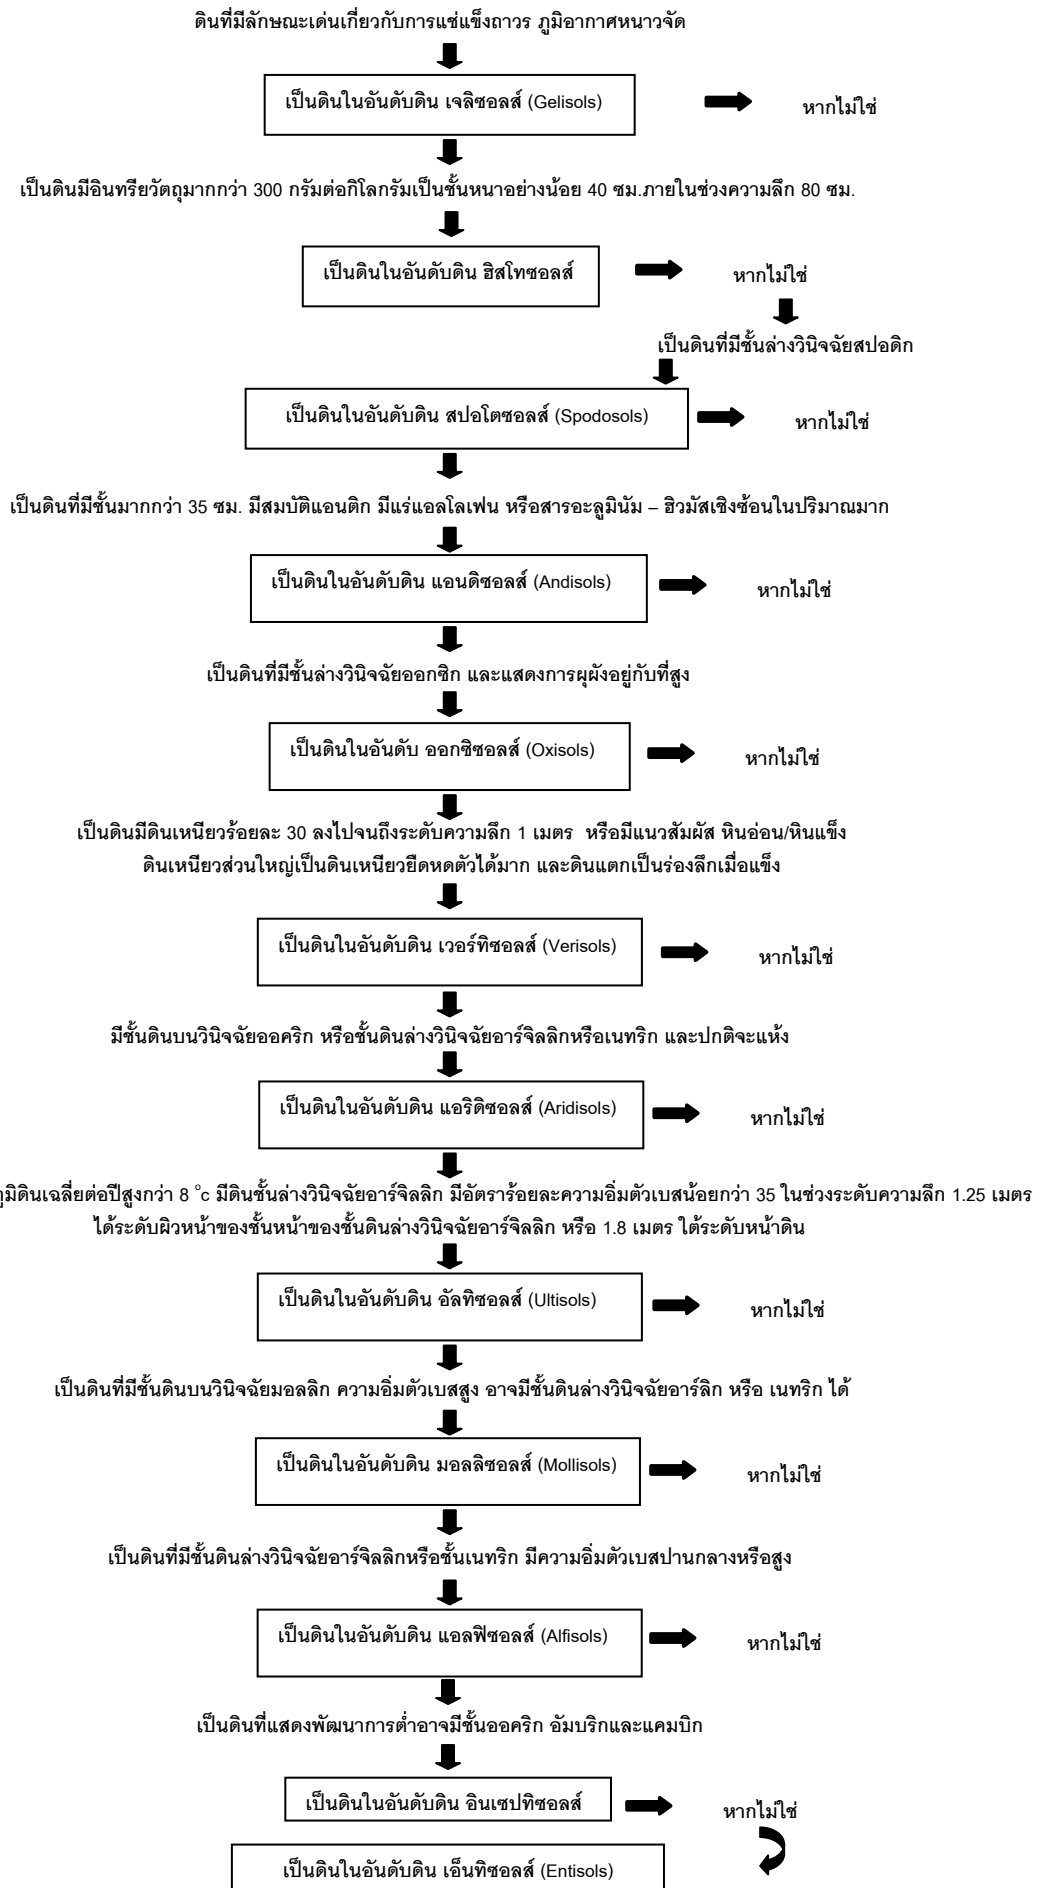 ดินที่มีลักษณะเด่นเกี่ยวกับการแช่แข็งถาวร ภูมิอากาศหนาวจัด
เป็นดินในอันดับดิน เจลิซอลส์ (Gelisols)
หากไม่ใช่
เป็นดินมีอินทรียวัตถุมากกว่า 300 กรัมต่อกิโลกรัมเป็นชั้นหนาอย่างน้อย 40 ซม.ภายในช่วงความลึก 80 ซม.
เป็นดินในอันดับดิน ฮิสโทซอลส์
หากไม่ใช่
เป็นดินที่มีชั้นล่างวินิจฉัยสปอดิก
เป็นดินในอันดับดิน สปอโตซอลส์ (Spodosols)
หากไม่ใช่
เป็นดินที่มีชั้นมากกว่า 35 ซม. มีสมบัติแอนติก มีแร่แอลโลเฟน หรือสารอะลูมินัม – ฮิวมัสเชิงซ้อนในปริมาณมาก
เป็นดินในอันดับดิน แอนดิซอลส์ (Andisols)
หากไม่ใช่
เป็นดินที่มีชั้นล่างวินิจฉัยออกซิก และแสดงการผุผังอยู่กับที่สูง
เป็นดินในอันดับ ออกซิซอลส์ (Oxisols)
หากไม่ใช่
เป็นดินมีดินเหนียวร้อยละ 30 ลงไปจนถึงระดับความลึก 1 เมตร หรือมีแนวสัมผัส หินอ่อน/หินแข็ง
ดินเหนียวส่วนใหญ่เป็นดินเหนียวยืดหดตัวได้มาก และดินแตกเป็นร่องลึกเมื่อแข็ง
เป็นดินในอันดับดิน เวอร์ทิซอลส์ (Verisols)
หากไม่ใช่
มีชั้นดินบนวินิจฉัยออคริก หรือชั้นดินล่างวินิจฉัยอาร์จิลลิกหรือเนทริก และปกติจะแห้ง
เป็นดินในอันดับดิน แอริดิซอลส์ (Aridisols)
หากไม่ใช่
ภูมิดินเฉลี่ยต่อปีสูงกว่า 8 °c มีดินชั้นล่างวินิจฉัยอาร์จิลลิก มีอัตราร้อยละความอิ่มตัวเบสน้อยกว่า 35 ในช่วงระดับความลึก 1.25 เมตร
ได้ระดับผิวหน้าของชั้นหน้าของชั้นดินล่างวินิจฉัยอาร์จิลลิก หรือ 1.8 เมตร ใต้ระดับหน้าดิน
เป็นดินในอันดับดิน อัลทิซอลส์ (Ultisols)
หากไม่ใช่
เป็นดินที่มีชั้นดินบนวินิจฉัยมอลลิก ความอิ่มตัวเบสสูง อาจมีชั้นดินล่างวินิจฉัยอาร์ลิก หรือ เนทริก ได้
เป็นดินในอันดับดิน มอลลิซอลส์ (Mollisols)
หากไม่ใช่
เป็นดินที่มีชั้นดินล่างวินิจฉัยอาร์จิลลิกหรือชั้นเนทริก มีความอิ่มตัวเบสปานกลางหรือสูง
เป็นดินในอันดับดิน แอลฟิซอลส์ (Alfisols)
หากไม่ใช่
เป็นดินที่แสดงพัฒนาการต่ำอาจมีชั้นออคริก อัมบริกและแคมบิก
เป็นดินในอันดับดิน อินเซปทิซอลส์
หากไม่ใช่
เป็นดินในอันดับดิน เอ็นทิซอลส์ (Entisols)